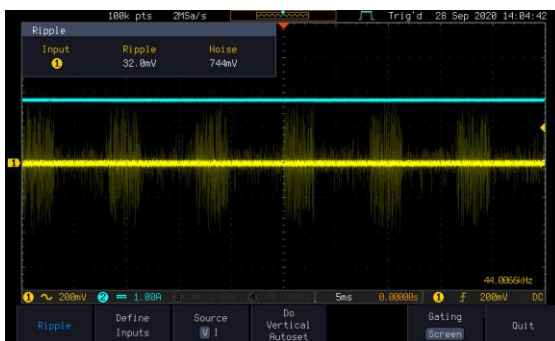 100k pts 2MSa/s Trig'd 28 Sep 2020 14:04:42
Ripple
Input Ripple Noise
1 32.0mV 744mV
1
44.0066kHz
1 200mV 2 1.00A 5ms 0.00000s 1 200mV DC
Ripple Define Inputs Source V 1 Do Vertical Autoset Gating Screen Quit